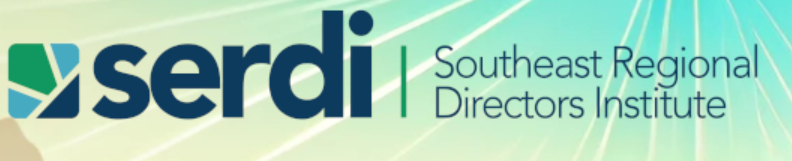 serdi
Southeast Regional
Directors Institute